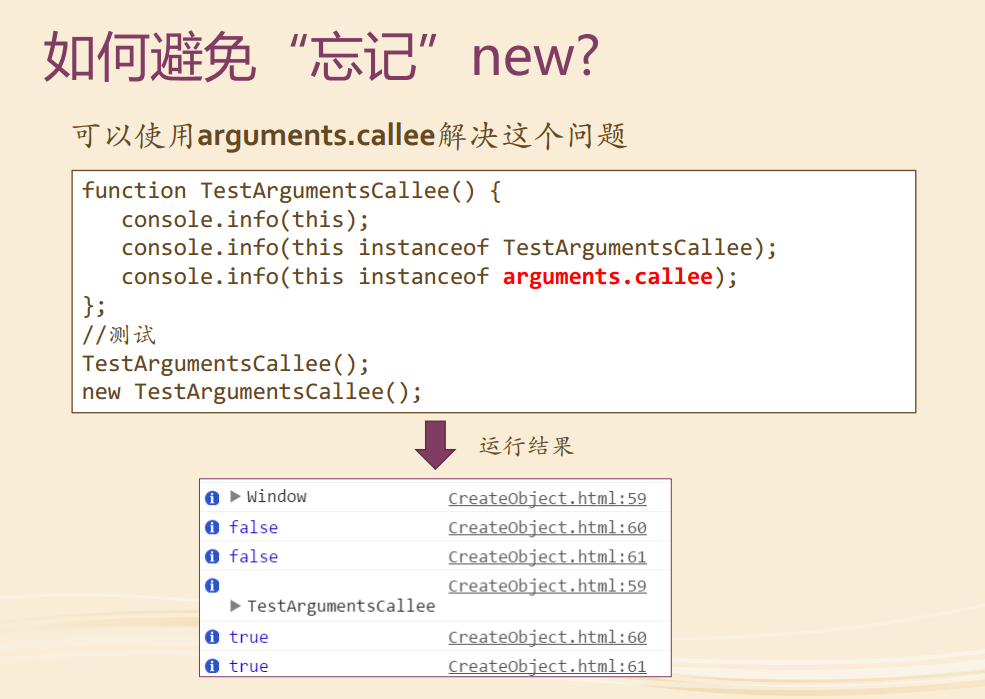 如何避免“忘记”new?
可以使用arguments.callee解决这个问题
function TestArgumentsCallee() {
   console.info(this);
   console.info(this instanceof TestArgumentsCallee);
   console.info(this instanceof arguments.callee);
};
//测试
TestArgumentsCallee();
new TestArgumentsCallee();
运行结果
Window CreateObject.html:59
false CreateObject.html:60
false CreateObject.html:61
CreateObject.html:59
TestArgumentsCallee
true CreateObject.html:60
true CreateObject.html:61